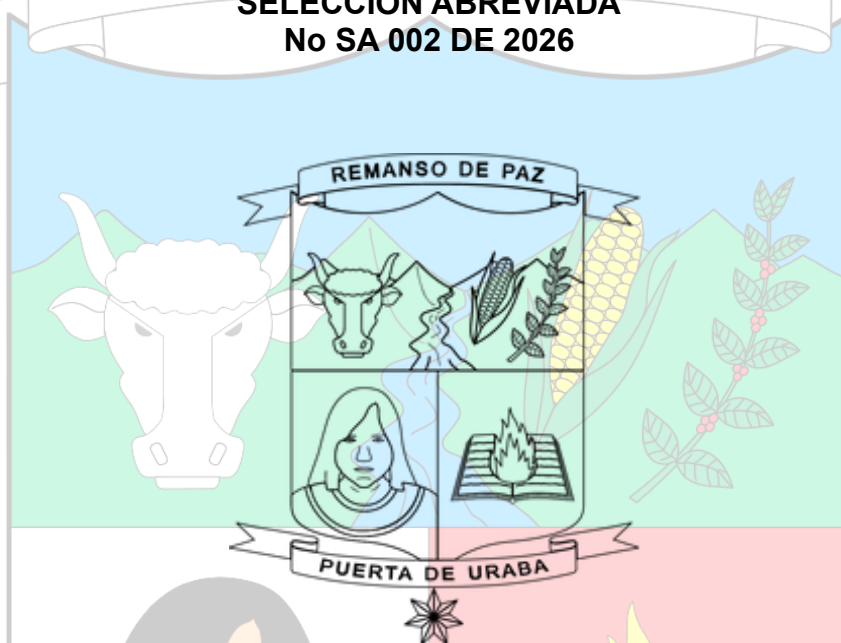 SELECCIÓN ABREVIADA
No SA 002 DE 2026
REMANSO DE PAZ
PUERTA DE URABA